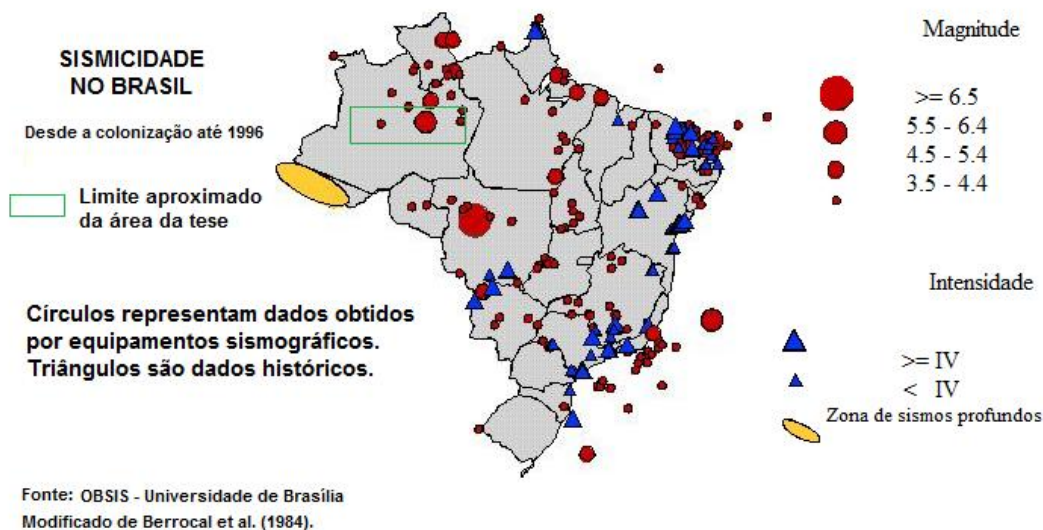 SISMICIDADE
NO BRASIL
Desde a colonização até 1996
Limite aproximado
da área da tese
Círculos representam dados obtidos
por equipamentos sismográficos.
Triângulos são dados históricos.
Magnitude
>= 6.5
5.5 - 6.4
4.5 - 5.4
3.5 - 4.4
Intensidade
>= IV
< IV
Zona de sismos profundos
Fonte: OBSIS - Universidade de Brasília
Modificado de Berrocal et al. (1984).